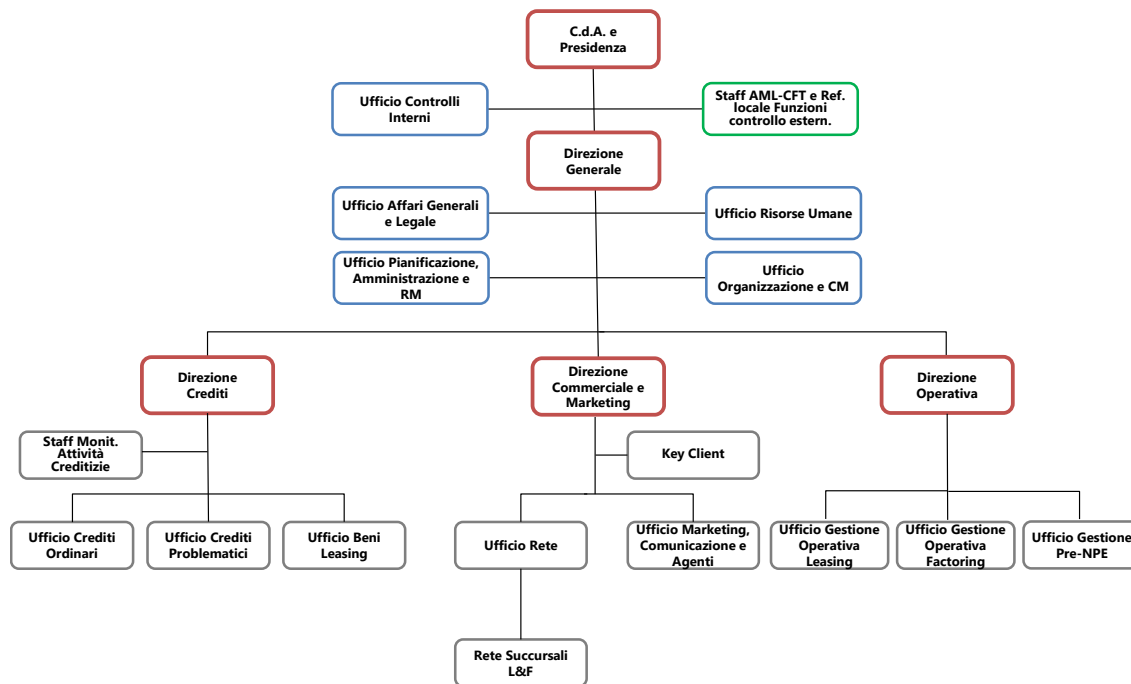 C.d.A. e
Presidenza
Ufficio Controlli
Interni
Staff AML-CFT e Ref.
locale Funzioni
controllo estern.
Direzione
Generale
Ufficio Affari Generali
e Legale
Ufficio Risorse Umane
Ufficio Pianificazione,
Amministrazione e
RM
Ufficio
Organizzazione e CM
Direzione
Crediti
Direzione
Commerciale e
Marketing
Direzione
Operativa
Staff Monit.
Attività
Creditizie
Key Client
Ufficio Crediti
Ordinari
Ufficio Crediti
Problematici
Ufficio Beni
Leasing
Ufficio Rete
Ufficio Marketing,
Comunicazione e
Agenti
Ufficio Gestione
Operativa
Leasing
Ufficio Gestione
Operativa
Factoring
Ufficio Gestione
Pre-NPE
Rete Succursali
L&F